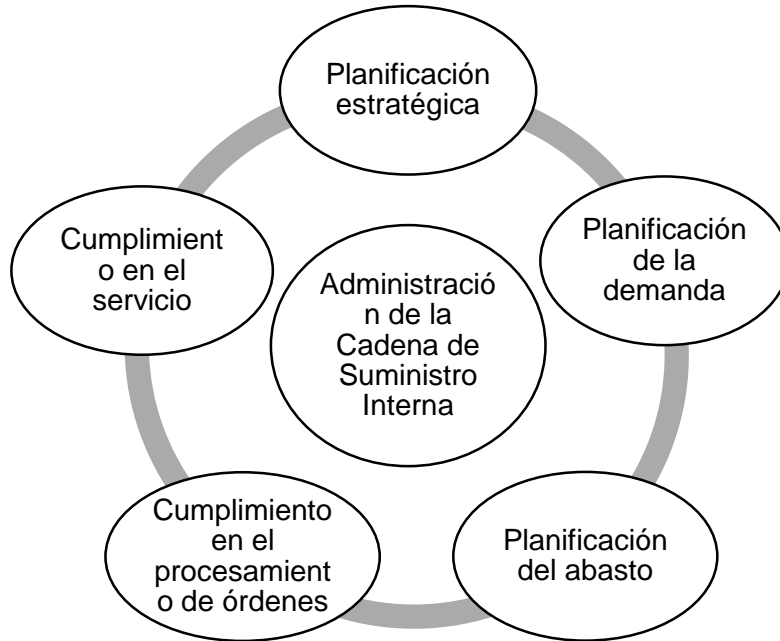 Planificación
estratégica
Planificación
de la
demanda
Planificación
del abasto
Cumplimiento
en el
procesamient
o de órdenes
Cumplimient
o en el
servicio
Administració
n de la
Cadena de
Suministro
Interna